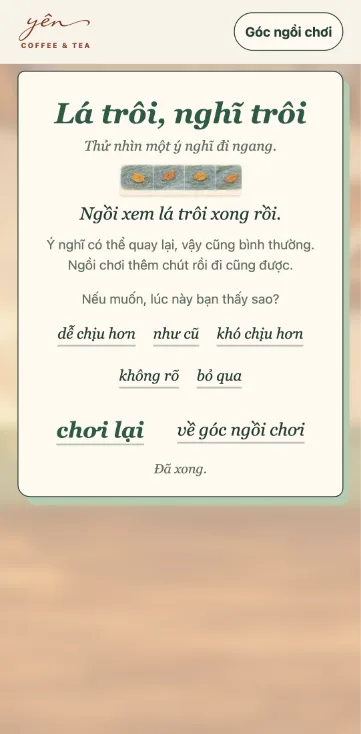 yên
COFFEE & TEA
Góc ngồi chơi
Lá trôi, nghĩ trôi
Thử nhìn một ý nghĩ đi ngang.
Ngồi xem lá trôi xong rồi.
Ý nghĩ có thể quay lại, vậy cũng bình thường.
Ngồi chơi thêm chút rồi đi cũng được.
Nếu muốn, lúc này bạn thấy sao?
dễ chịu hơn như cũ khó chịu hơn
không rõ bỏ qua
chơi lại về góc ngồi chơi
Đã xong.